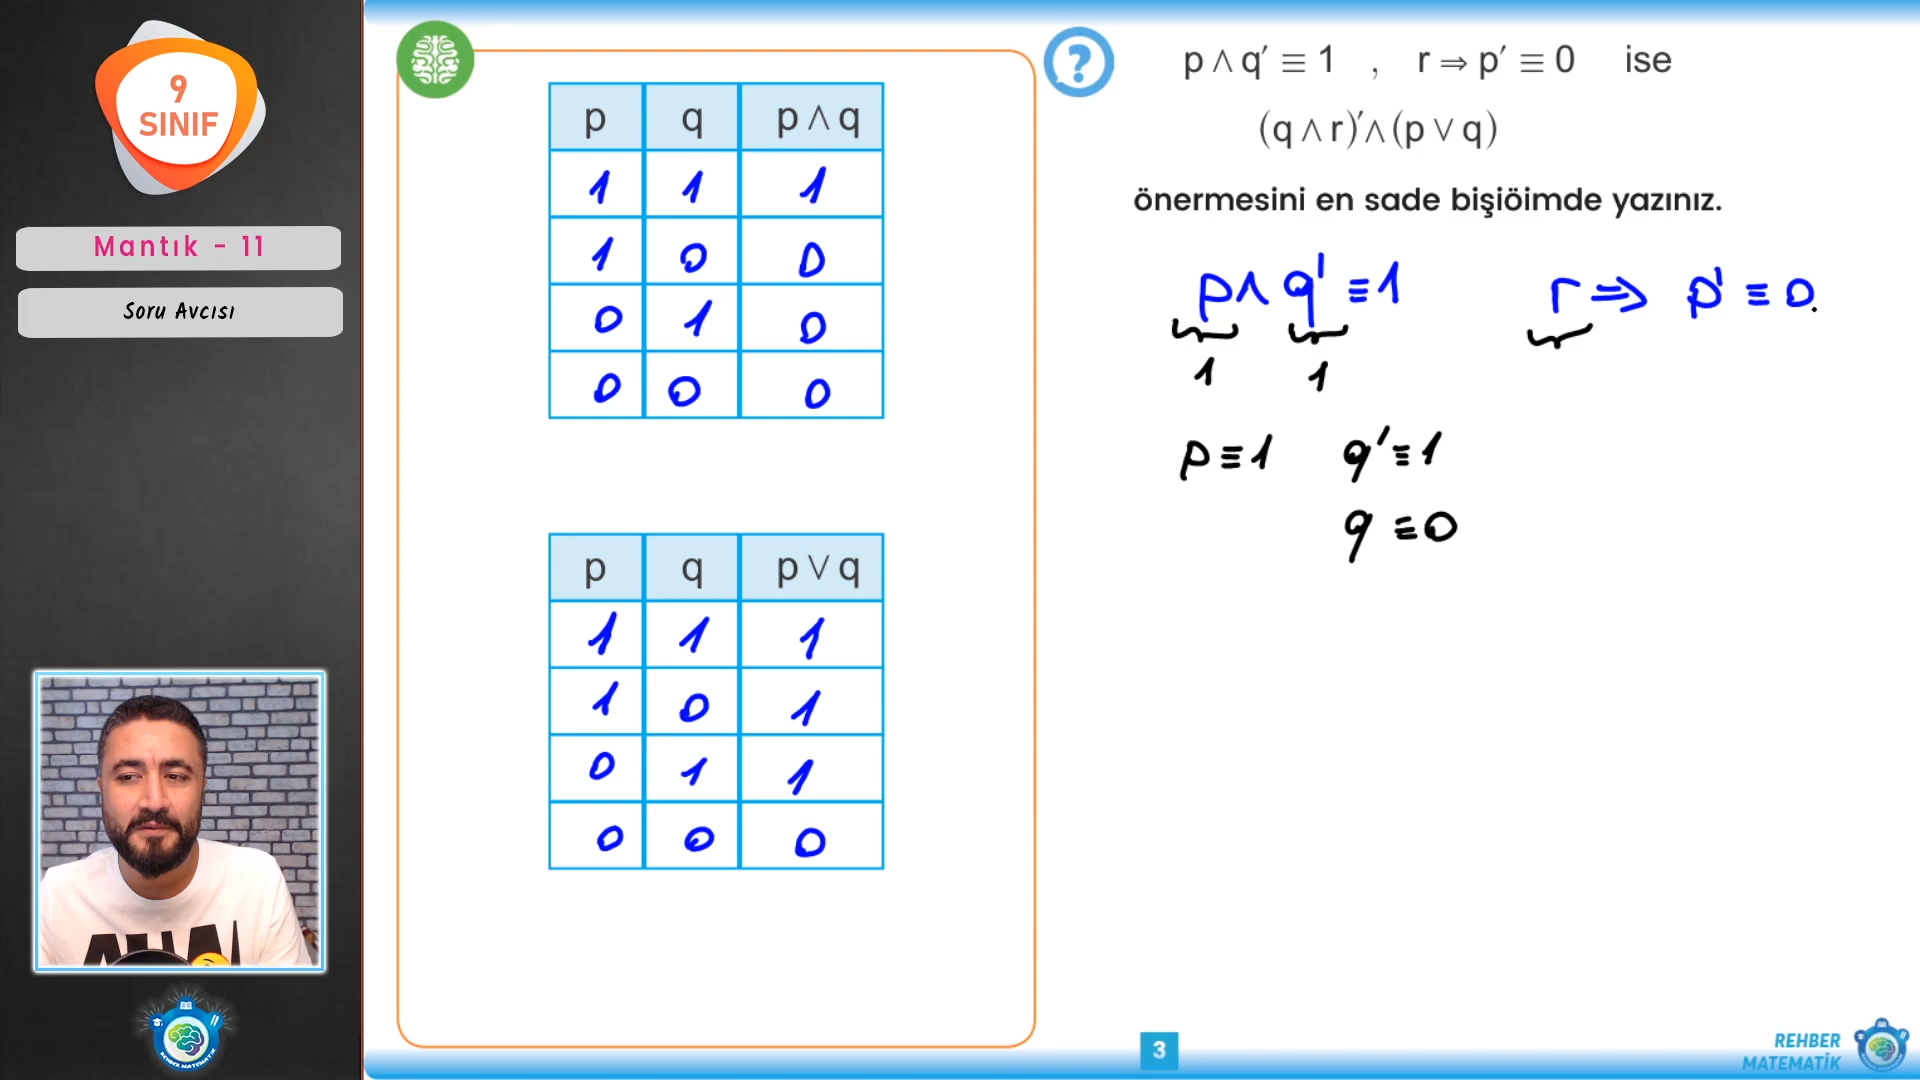 9
SINIF
Mantık - 11
Soru Avcısı
p q p ∧ q
1 1 1
1 0 0
0 1 0
0 0 0
p q p ∨ q
1 1 1
1 0 1
0 1 1
0 0 0
?
p ∧ q′ ≡ 1 , r ⇒ p′ ≡ 0 ise
(q ∧ r)′ ∧ (p ∨ q)
önermesini en sade bişiöimde yazınız.
p ∧ q′ ≡ 1 r ⇒ p′ ≡ 0
1 1
p ≡ 1 q′ ≡ 1
q ≡ 0
3
REHBER
MATEMATİK
REHBER MATEMATİK